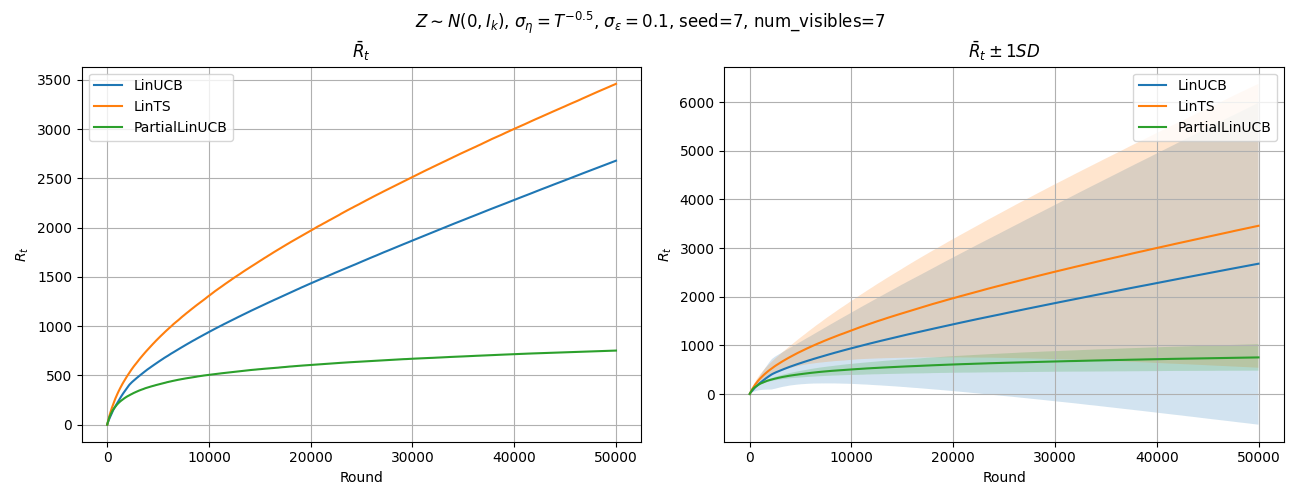 Z ∼ N(0, I_k), σ_η = T^{−0.5}, σ_ε = 0.1, seed=7, num_visibles=7
R̄_t
3500
3000
2500
2000
1500
1000
500
0
R_t
LinUCB
LinTS
PartialLinUCB
0 10000 20000 30000 40000 50000
Round
R̄_t ± 1SD
6000
5000
4000
3000
2000
1000
0
R_t
LinUCB
LinTS
PartialLinUCB
0 10000 20000 30000 40000 50000
Round